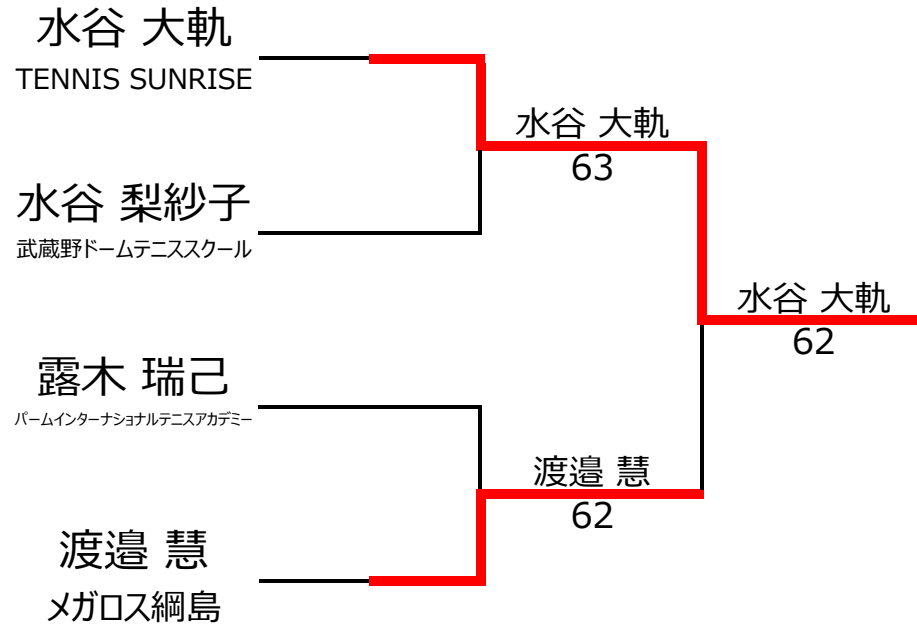 水谷 大軌
TENNIS SUNRISE
水谷 梨紗子
武蔵野ドームテニススクール
露木 瑞己
パームインターナショナルテニスアカデミー
渡邉 慧
メガロス綱島
水谷 大軌
63
渡邉 慧
62
水谷 大軌
62